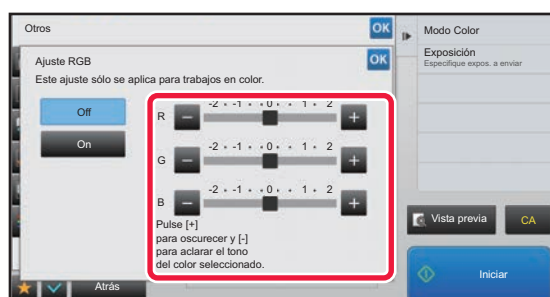 Otros
OK
Modo Color
Ajuste RGB
OK
Exposición
Especifique expos. a enviar
Este ajuste sólo se aplica para trabajos en color.
Off
On
R
-2 -1 0 1 2
G
-2 -1 0 1 2
B
-2 -1 0 1 2
Pulse [+]
para oscurecer y [-]
para aclarar el tono
del color seleccionado.
Vista previa
CA
Atrás
Iniciar